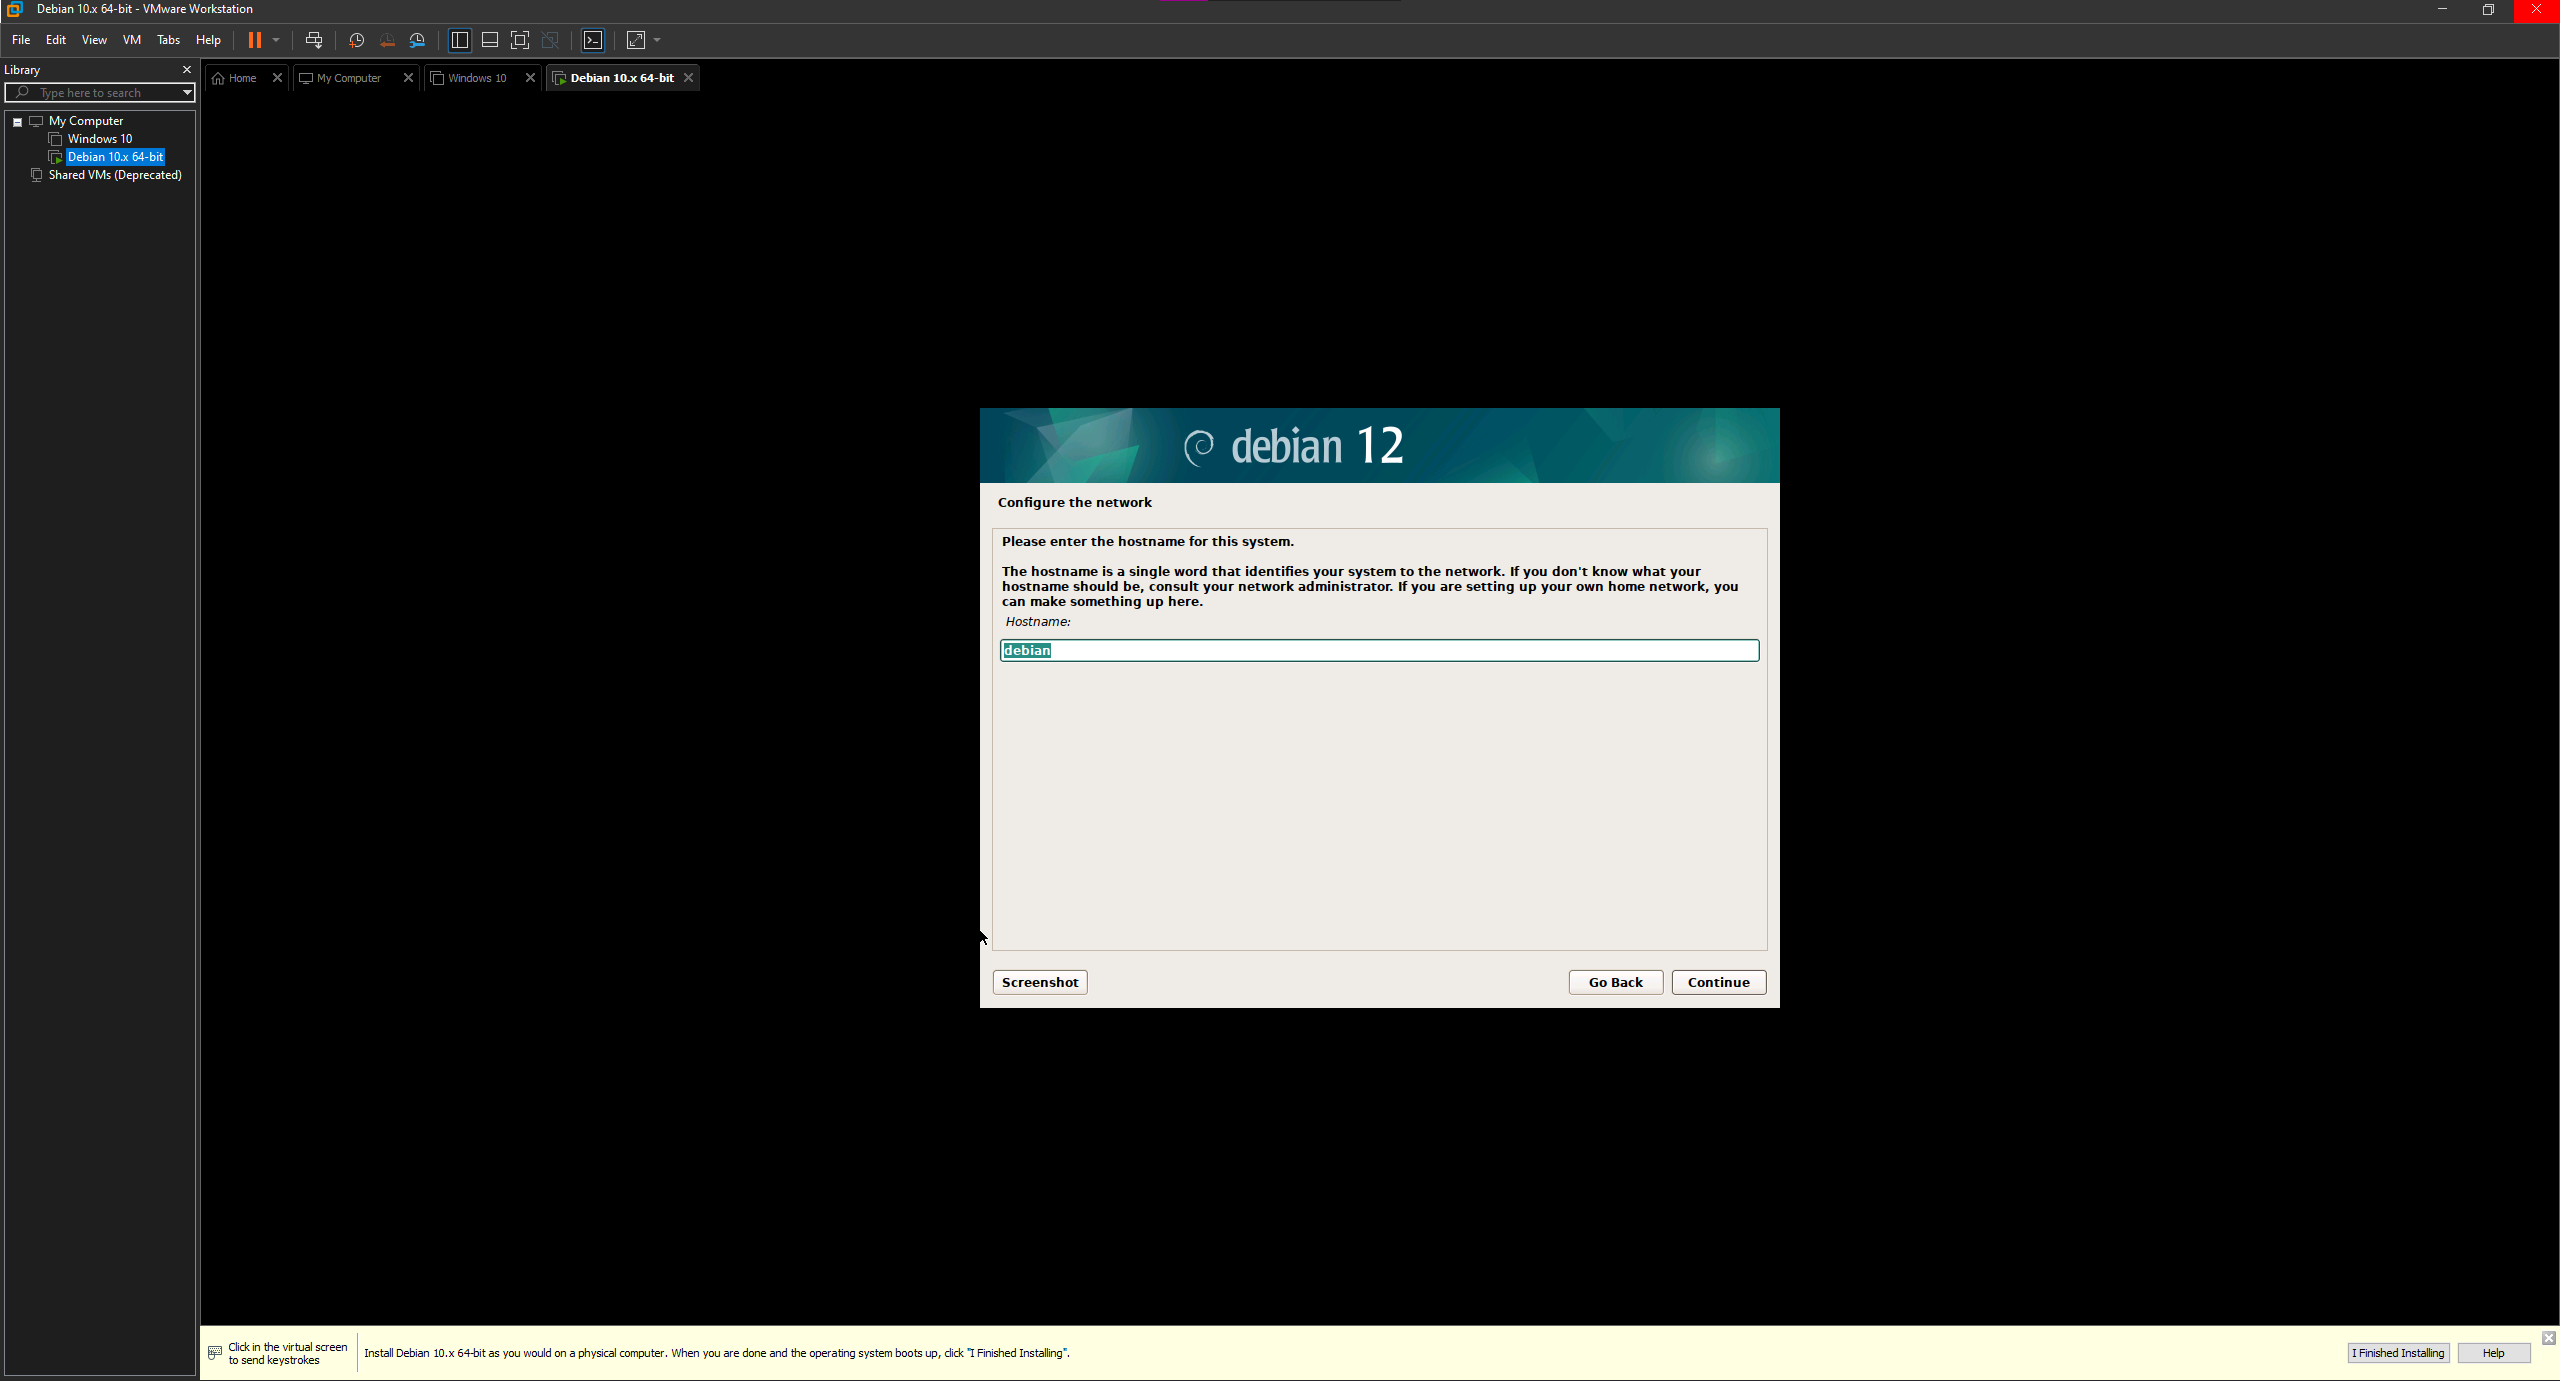 Debian 10.x 64-bit - VMware Workstation
File Edit View VM Tabs Help
Library
Type here to search
My Computer
Windows 10
Debian 10.x 64-bit
Shared VMs (Deprecated)
Home My Computer Windows 10 Debian 10.x 64-bit
debian 12
Configure the network
Please enter the hostname for this system.
The hostname is a single word that identifies your system to the network. If you don't know what your
hostname should be, consult your network administrator. If you are setting up your own home network, you
can make something up here.
Hostname:
debian
Screenshot Go Back Continue
Click in the virtual screen
to send keystrokes
Install Debian 10.x 64-bit as you would on a physical computer. When you are done and the operating system boots up, click "I Finished Installing".
I Finished Installing Help